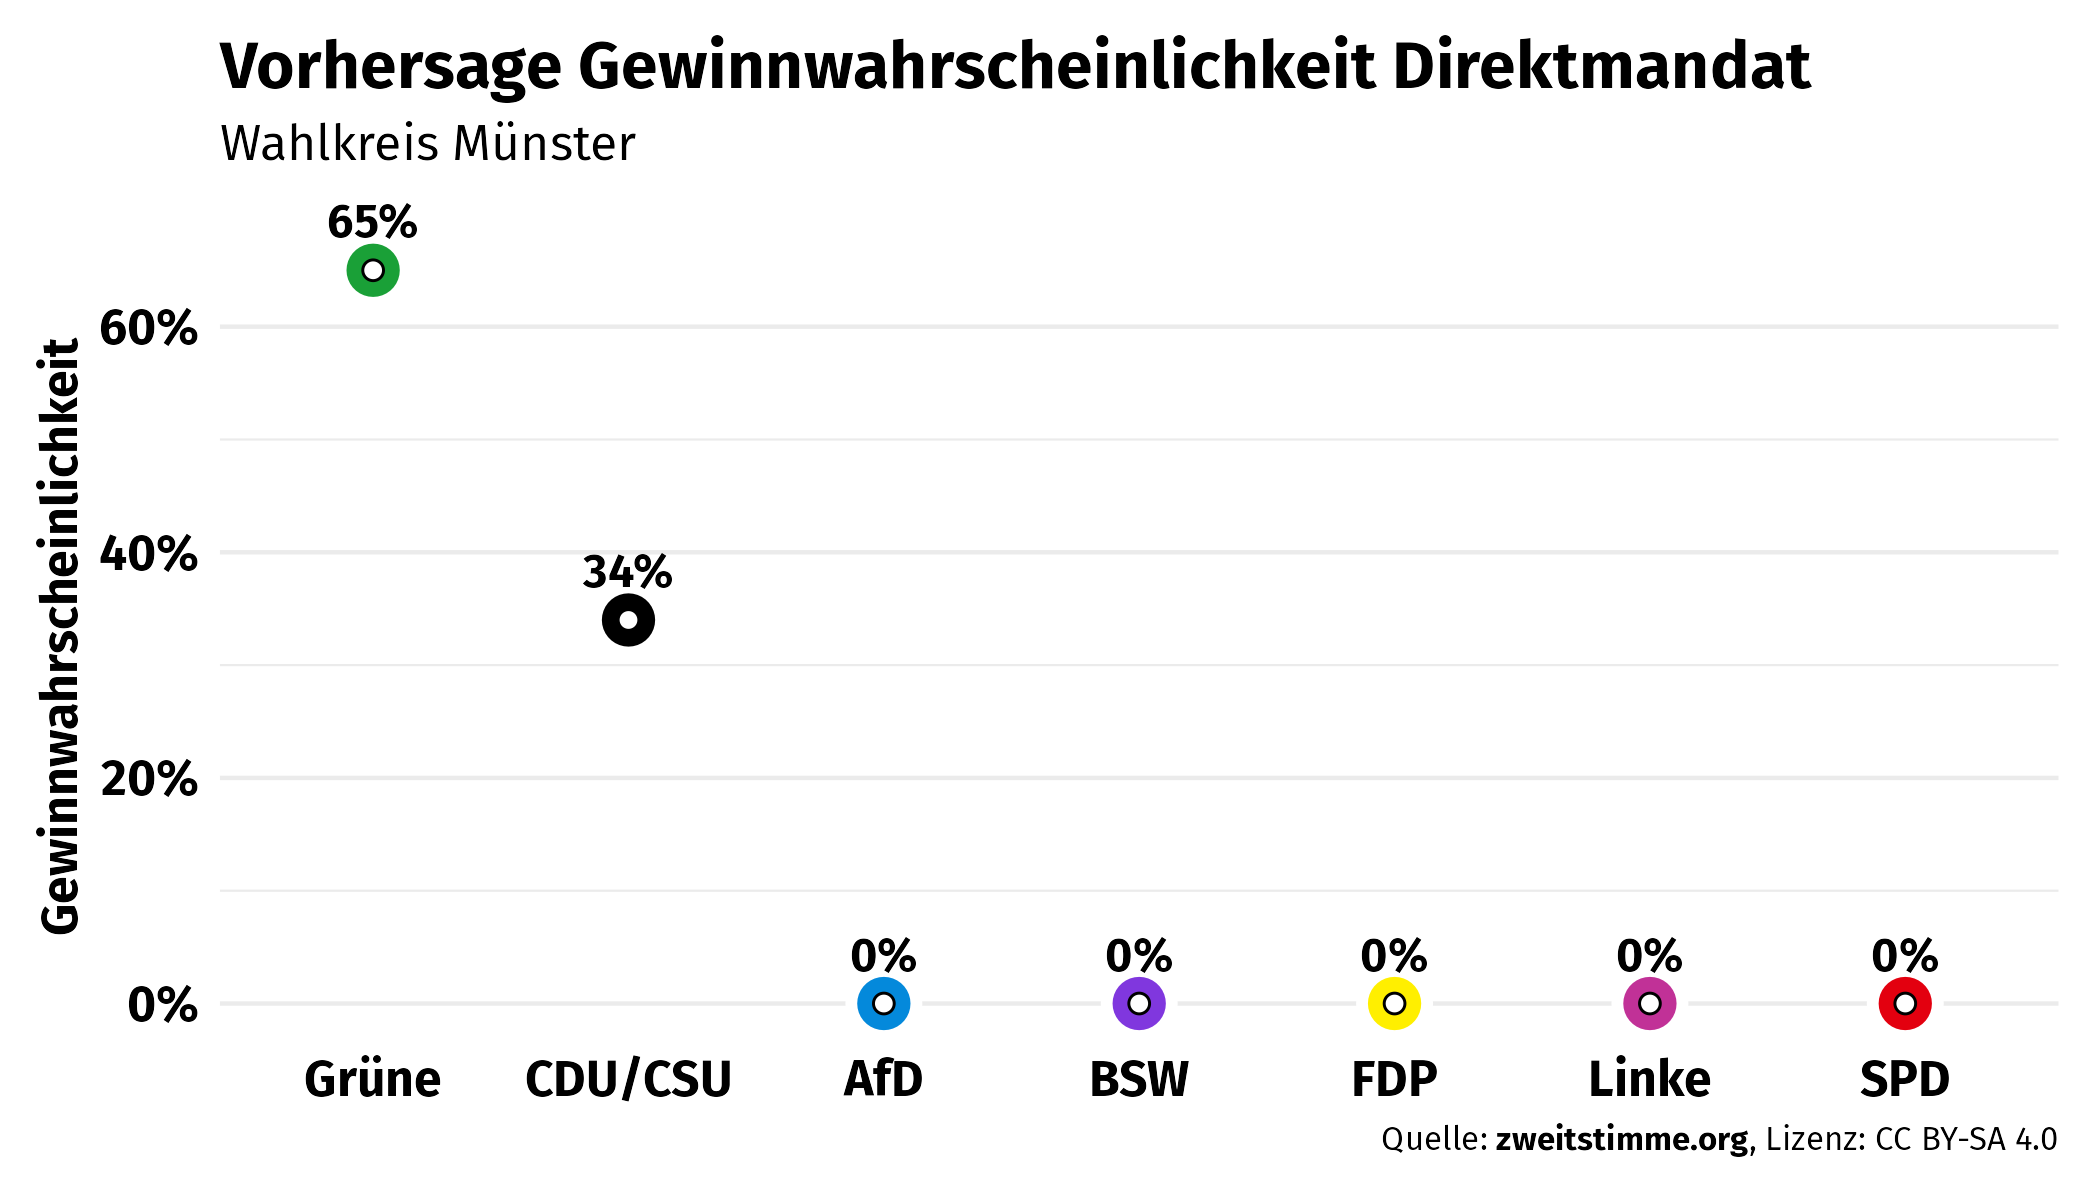 Vorhersage Gewinnwahrscheinlichkeit Direktmandat
Wahlkreis Münster
65%
60%
Gewinnwahrscheinlichkeit
40%
34%
20%
0% 0% 0% 0% 0%
0%
Grüne CDU/CSU AfD BSW FDP Linke SPD
Quelle: zweitstimme.org, Lizenz: CC BY-SA 4.0